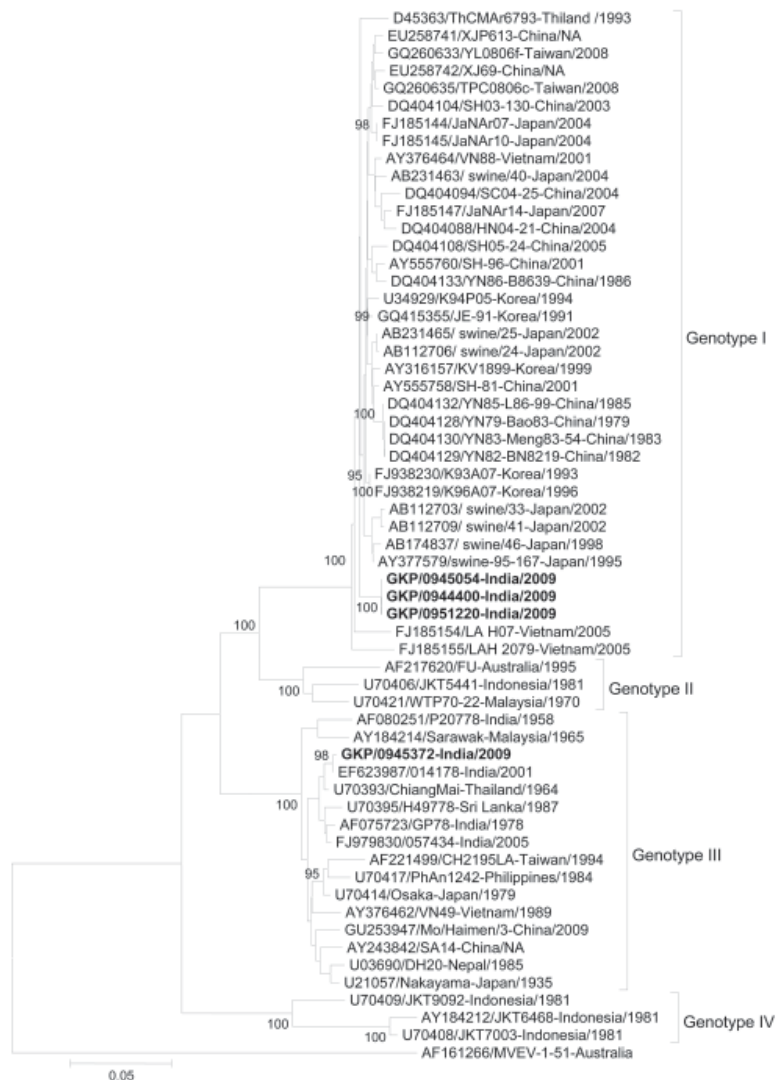 D45363/ThCMAr6793-Thiland /1993
EU258741/XJP613-China/NA
GQ260633/YL0806f-Taiwan/2008
EU258742/XJ69-China/NA
GQ260635/TPC0806c-Taiwan/2008
DQ404104/SH03-130-China/2003
98
FJ185144/JaNAr07-Japan/2004
FJ185145/JaNAr10-Japan/2004
AY376464/VN88-Vietnam/2001
AB231463/ swine/40-Japan/2004
DQ404094/SC04-25-China/2004
FJ185147/JaNAr14-Japan/2007
DQ404088/HN04-21-China/2004
DQ404108/SH05-24-China/2005
AY555760/SH-96-China/2001
DQ404133/YN86-B8639-China/1986
U34929/K94P05-Korea/1994
99
GQ415355/JE-91-Korea/1991
AB231465/ swine/25-Japan/2002
Genotype I
AB112706/ swine/24-Japan/2002
AY316157/KV1899-Korea/1999
AY555758/SH-81-China/2001
DQ404132/YN85-L86-99-China/1985
100
DQ404128/YN79-Bao83-China/1979
DQ404130/YN83-Meng83-54-China/1983
DQ404129/YN82-BN8219-China/1982
95
FJ938230/K93A07-Korea/1993
100
FJ938219/K96A07-Korea/1996
AB112703/ swine/33-Japan/2002
AB112709/ swine/41-Japan/2002
AB174837/ swine/46-Japan/1998
100
AY377579/swine-95-167-Japan/1995
GKP/0945054-India/2009
GKP/0944400-India/2009
100
GKP/0951220-India/2009
100
FJ185154/LA H07-Vietnam/2005
FJ185155/LAH 2079-Vietnam/2005
AF217620/FU-Australia/1995
100
U70406/JKT5441-Indonesia/1981
Genotype II
U70421/WTP70-22-Malaysia/1970
AF080251/P20778-India/1958
AY184214/Sarawak-Malaysia/1965
98
GKP/0945372-India/2009
EF623987/014178-India/2001
U70393/ChiangMai-Thailand/1964
100
U70395/H49778-Sri Lanka/1987
AF075723/GP78-India/1978
FJ979830/057434-India/2005
Genotype III
AF221499/CH2195LA-Taiwan/1994
95
U70417/PhAn1242-Philippines/1984
U70414/Osaka-Japan/1979
AY376462/VN49-Vietnam/1989
GU253947/Mo/Haimen/3-China/2009
AY243842/SA14-China/NA
U03690/DH20-Nepal/1985
U21057/Nakayama-Japan/1935
U70409/JKT9092-Indonesia/1981
100
AY184212/JKT6468-Indonesia/1981
Genotype IV
100
U70408/JKT7003-Indonesia/1981
AF161266/MVEV-1-51-Australia
0.05